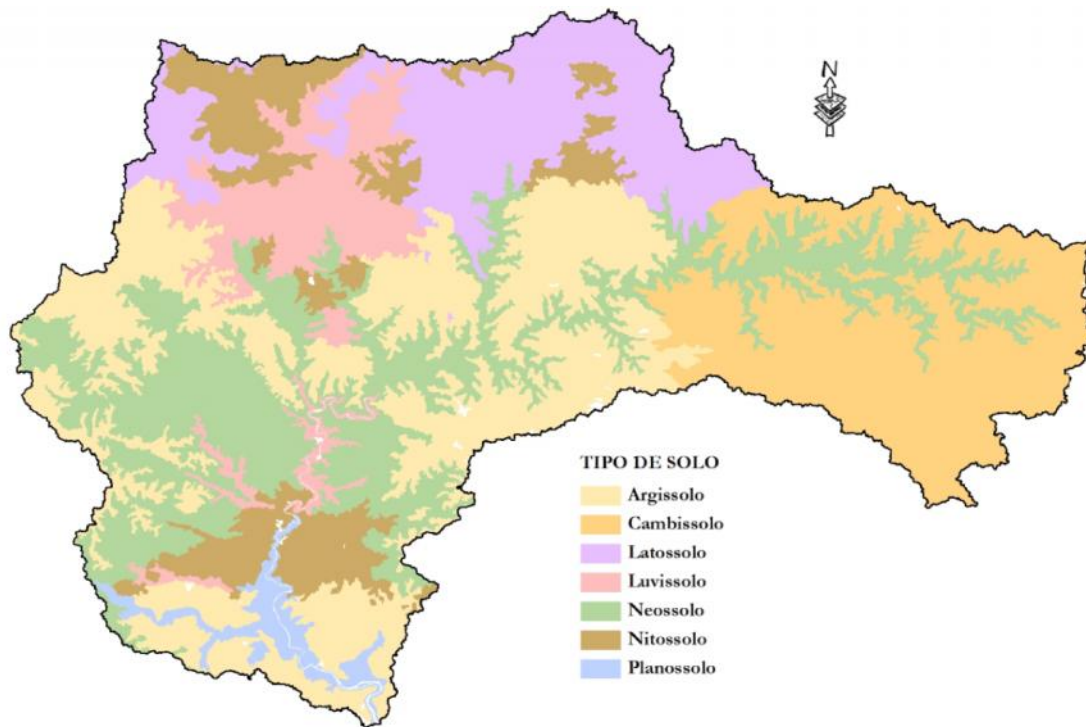 N
TIPO DE SOLO
Argissolo
Cambissolo
Latossolo
Luvissolo
Neossolo
Nitossolo
Planossolo